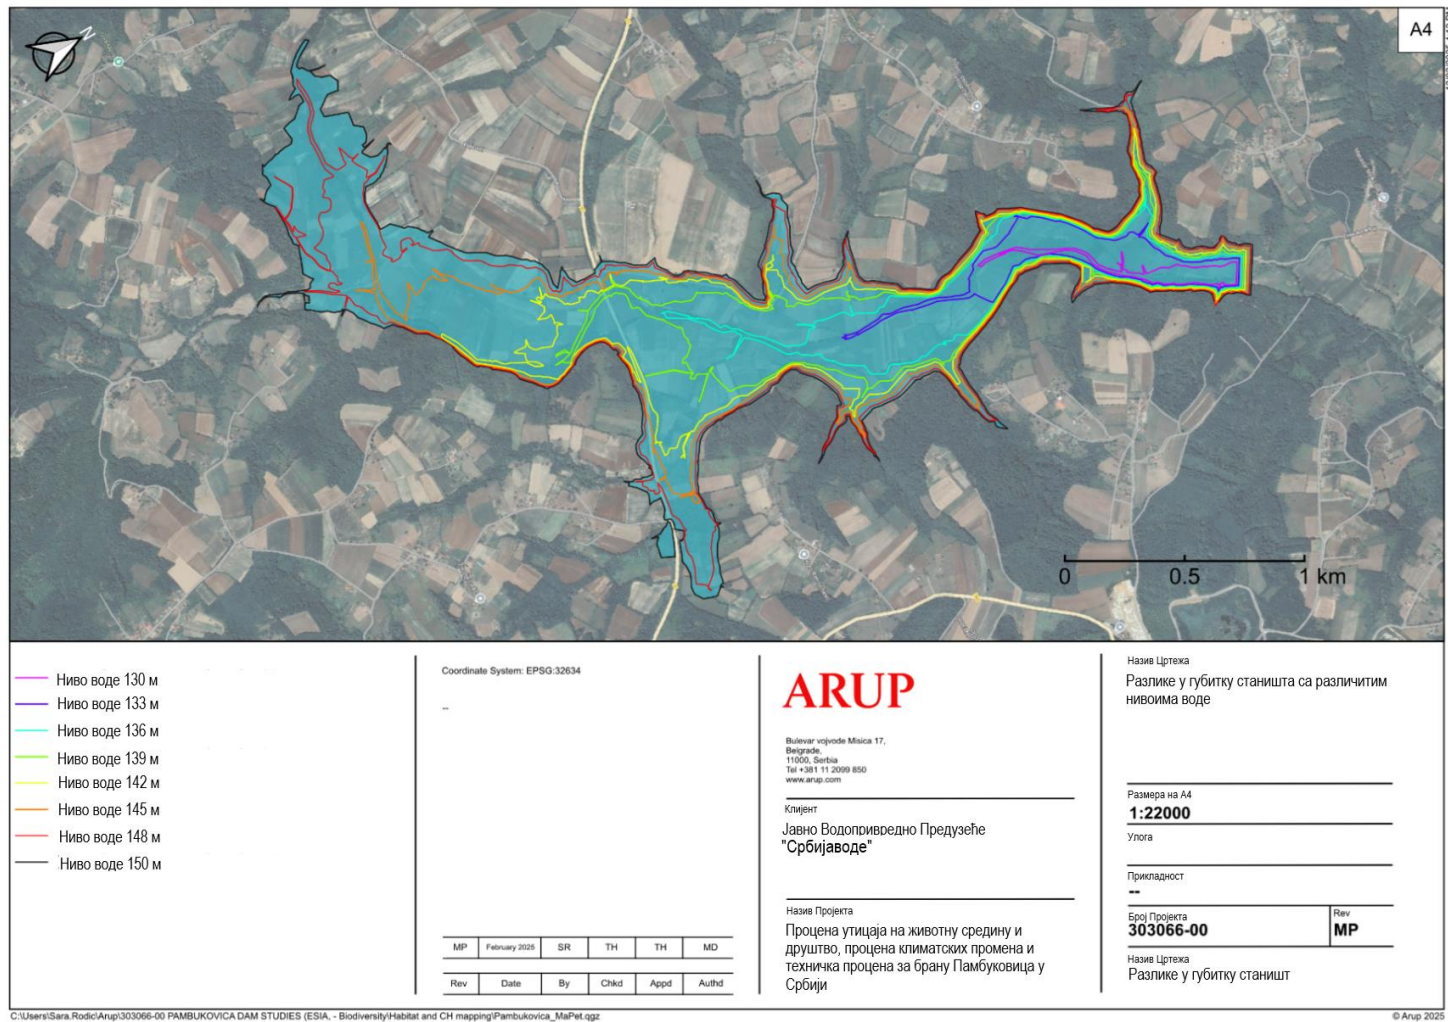 A4
N
0
0.5
1 km
Ниво воде 130 м
Ниво воде 133 м
Ниво воде 136 м
Ниво воде 139 м
Ниво воде 142 м
Ниво воде 145 м
Ниво воде 148 м
Ниво воде 150 м
Coordinate System: EPSG:32634
--
MP February 2025 SR TH TH MD
Rev Date By Chkd Appd Authd
ARUP
Bulevar vojvode Misica 17,
Belgrade,
11000, Serbia
Tel +381 11 2099 850
www.arup.com
Клијент
Јавно Водопривредно Предузеће
"Србијаводе"
Назив Пројекта
Процена утицаја на животну средину и
друштво, процена климатских промена и
техничка процена за брану Памбуковица у
Србији
Назив Цртежа
Разлике у губитку станишта са различитим
нивоима воде
Размера на А4
1:22000
Улога
Прикладност
--
Број Пројекта
303066-00
Rev
MP
Назив Цртежа
Разлике у губитку станишт
C:\Users\Sara.Rodic\Arup\303066-00 PAMBUKOVICA DAM STUDIES (ESIA, - Biodiversity\Habitat and CH mapping\Pambukovica_MaPet.qgz
© Arup 2025